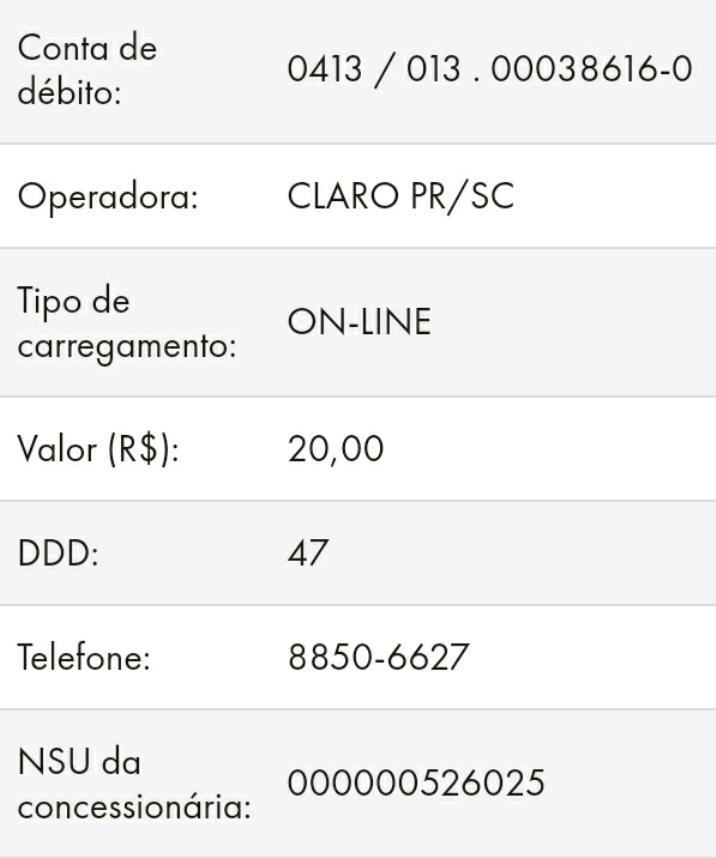 Conta de
débito:
0413 / 013 . 00038616-0
Operadora:
CLARO PR/SC
Tipo de
carregamento:
ON-LINE
Valor (R$):
20,00
DDD:
47
Telefone:
8850-6627
NSU da
concessionária:
000000526025